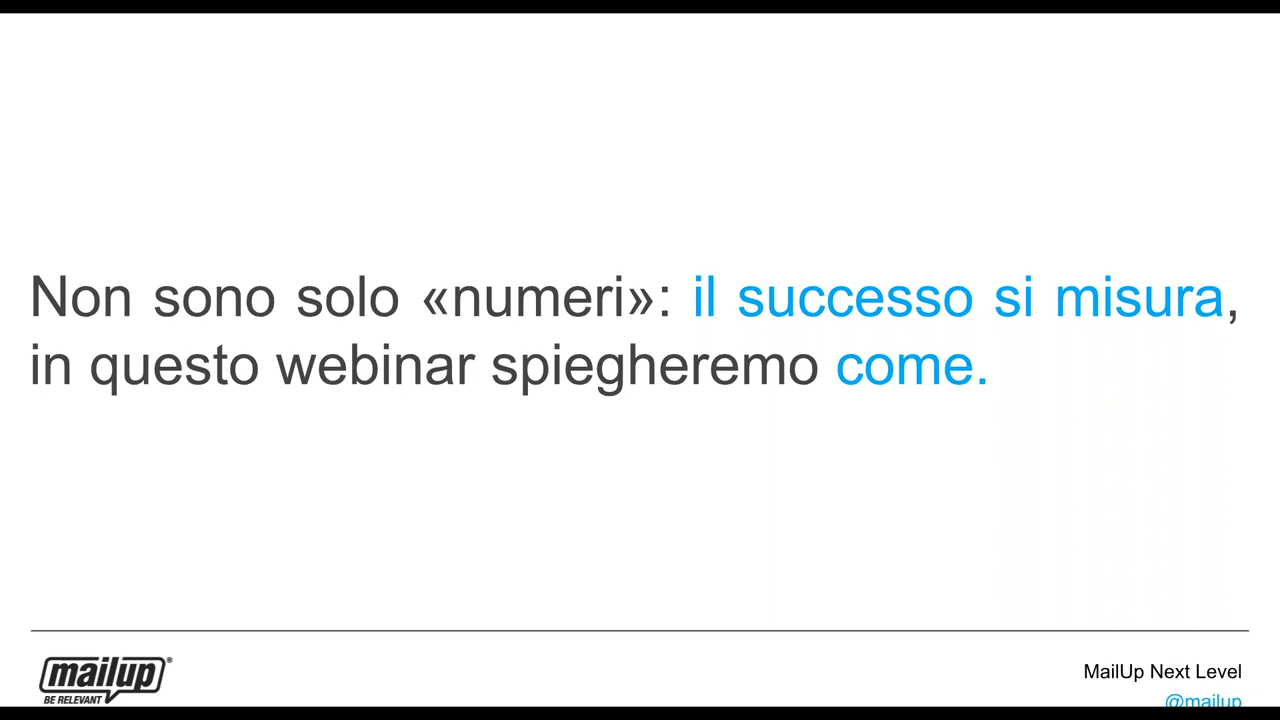 Non sono solo «numeri»: il successo si misura,
in questo webinar spiegheremo come.
mailup®
BE RELEVANT
MailUp Next Level
@mailup